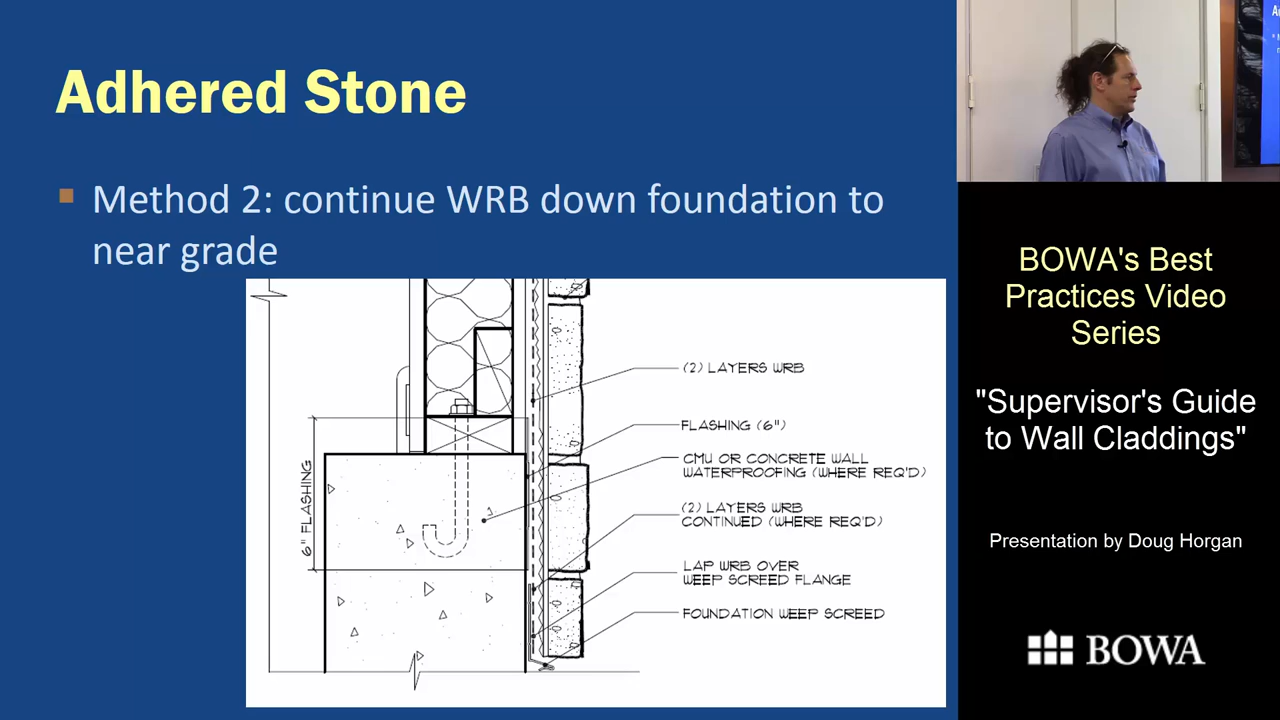 Adhered Stone
Method 2: continue WRB down foundation to
near grade
(2) LAYERS WRB
FLASHING (6")
CMU OR CONCRETE WALL
WATERPROOFING (WHERE REQ'D)
(2) LAYERS WRB
CONTINUED (WHERE REQ'D)
LAP WRB OVER
WEEP SCREED FLANGE
FOUNDATION WEEP SCREED
6" FLASHING
BOWA's Best
Practices Video
Series
"Supervisor's Guide
to Wall Claddings"
Presentation by Doug Horgan
BOWA